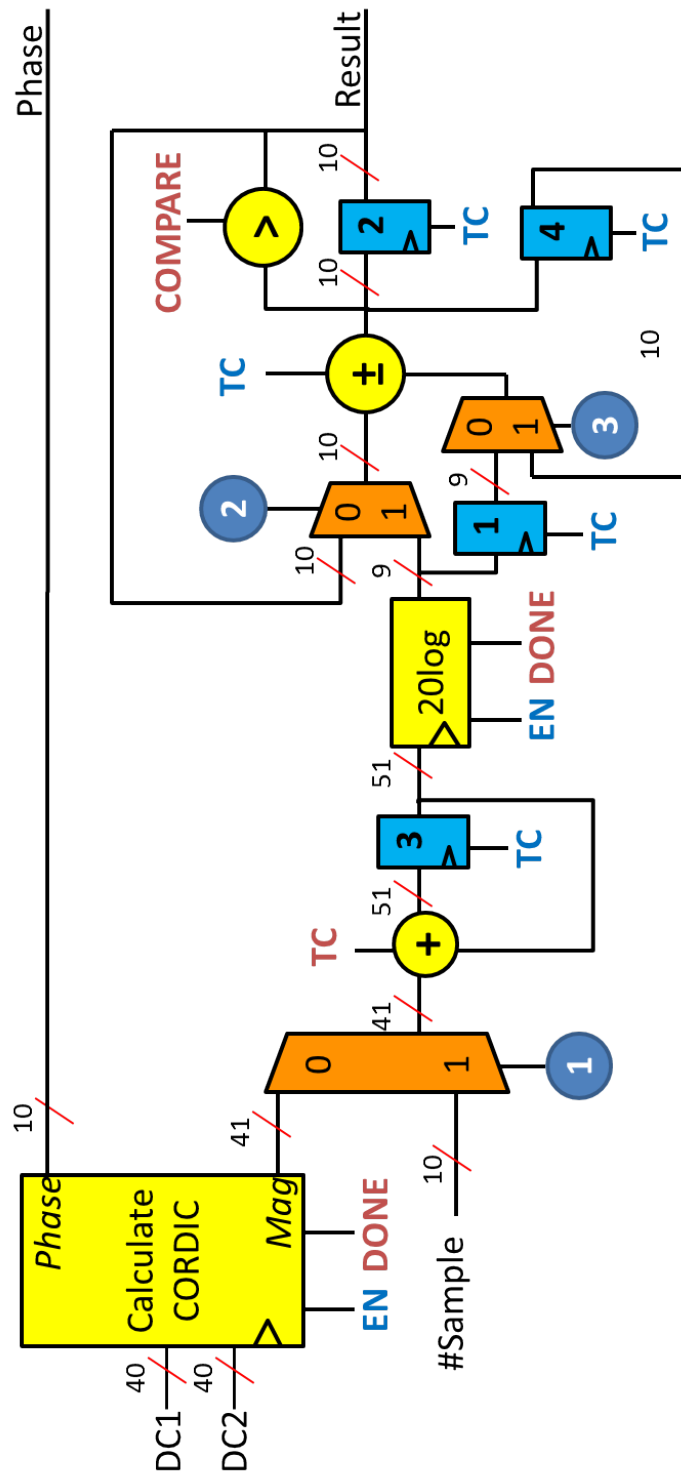 Phase
10
Phase
Calculate
CORDIC
Mag
DC1
40
DC2
40
EN DONE
41
#Sample
10
0
1
1
41
TC
+
51
3
TC
51
20log
EN DONE
9
10
2
0
1
10
1
TC
9
0
1
3
TC
±
COMPARE
>
10
2
TC
10
Result
4
TC
10